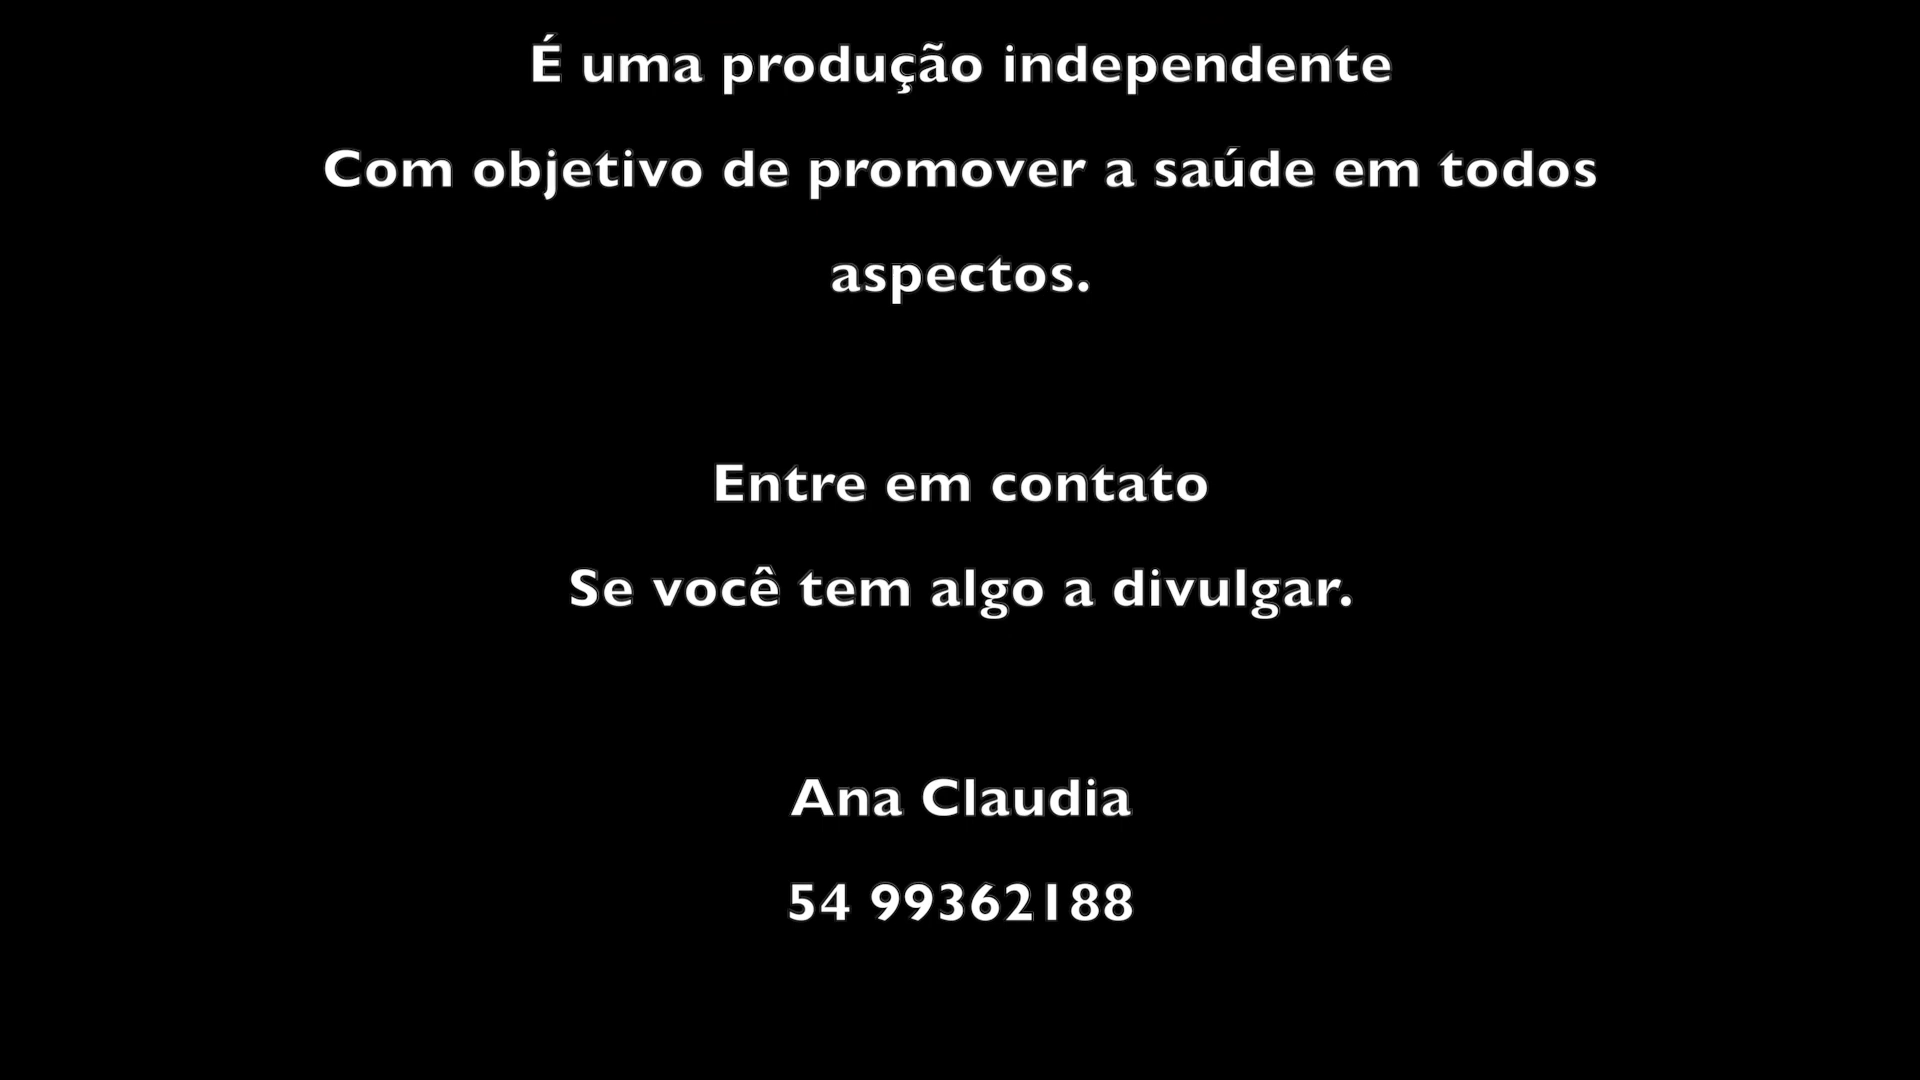 É uma produção independente
Com objetivo de promover a saúde em todos
aspectos.
Entre em contato
Se você tem algo a divulgar.
Ana Claudia
54 99362188